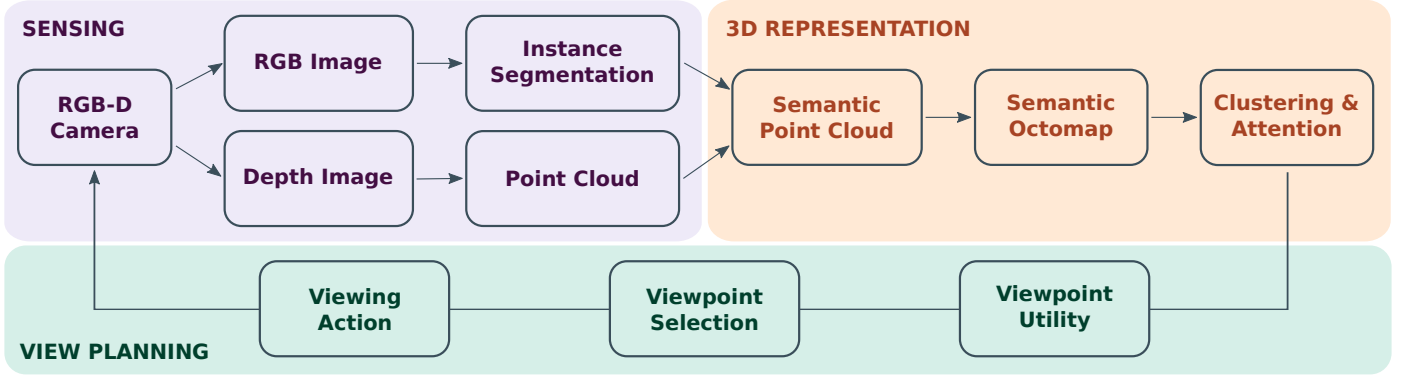 SENSING
RGB-D
Camera
RGB Image
Instance
Segmentation
Depth Image
Point Cloud
3D REPRESENTATION
Semantic
Point Cloud
Semantic
Octomap
Clustering &
Attention
Viewing
Action
Viewpoint
Selection
Viewpoint
Utility
VIEW PLANNING